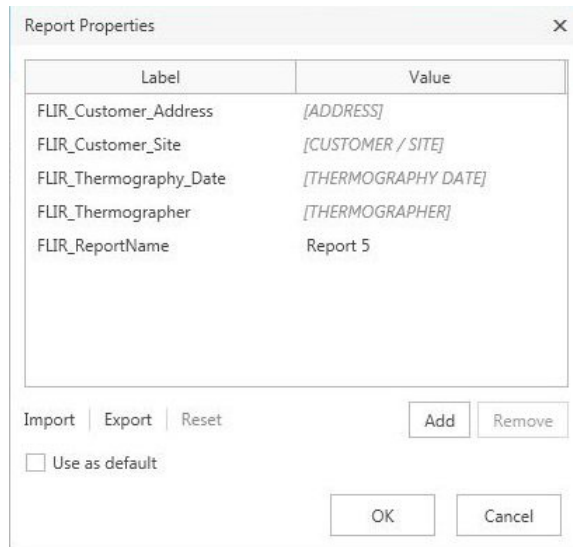 Report Properties
Label Value
FLIR_Customer_Address [ADDRESS]
FLIR_Customer_Site [CUSTOMER / SITE]
FLIR_Thermography_Date [THERMOGRAPHY DATE]
FLIR_Thermographer [THERMOGRAPHER]
FLIR_ReportName Report 5
Import Export Reset Add Remove
Use as default
OK Cancel